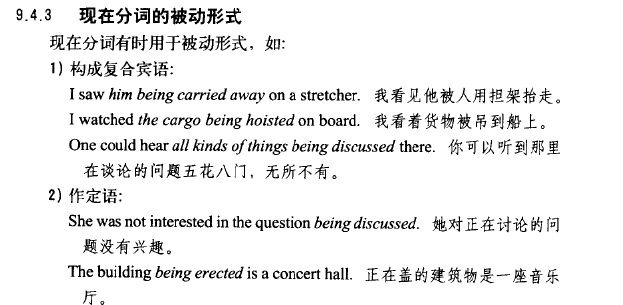 9.4.3 现在分词的被动形式
现在分词有时用于被动形式，如:
1) 构成复合宾语:
I saw him being carried away on a stretcher. 我看见他被人用担架抬走。
I watched the cargo being hoisted on board. 我看着货物被吊到船上。
One could hear all kinds of things being discussed there. 你可以听到那里
在谈论的问题五花八门，无所不有。
2) 作定语:
She was not interested in the question being discussed. 她对正在讨论的问
题没有兴趣。
The building being erected is a concert hall. 正在盖的建筑物是一座音乐
厅。